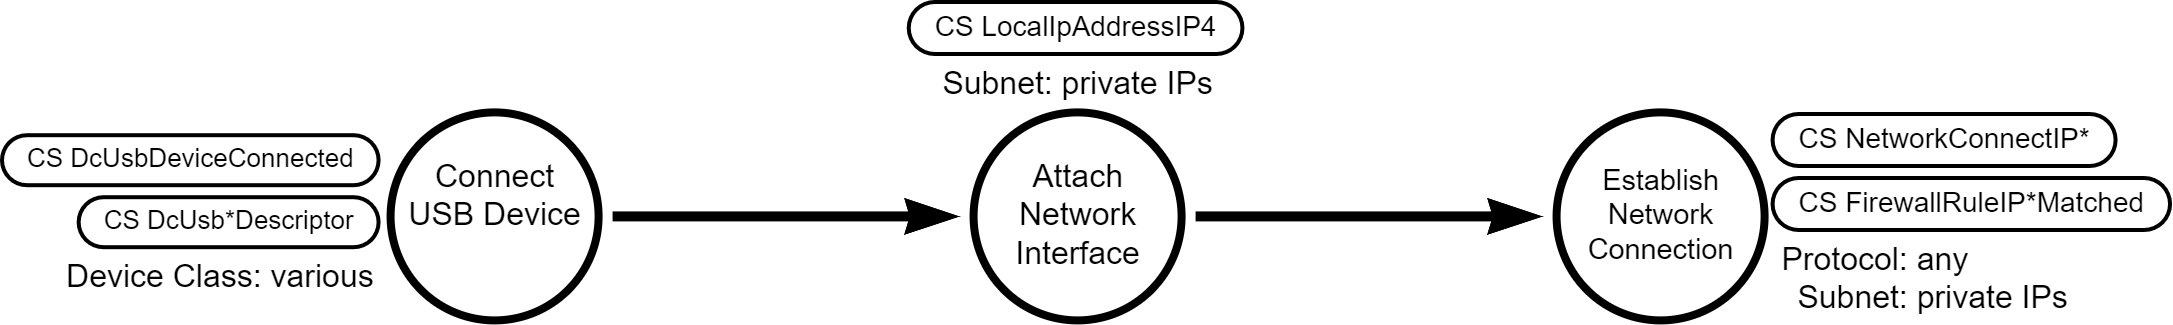 CS LocalIpAddressIP4
Subnet: private IPs
CS DcUsbDeviceConnected
CS DcUsb*Descriptor
Device Class: various
Connect
USB Device
Attach
Network
Interface
Establish
Network
Connection
CS NetworkConnectIP*
CS FirewallRuleIP*Matched
Protocol: any
Subnet: private IPs